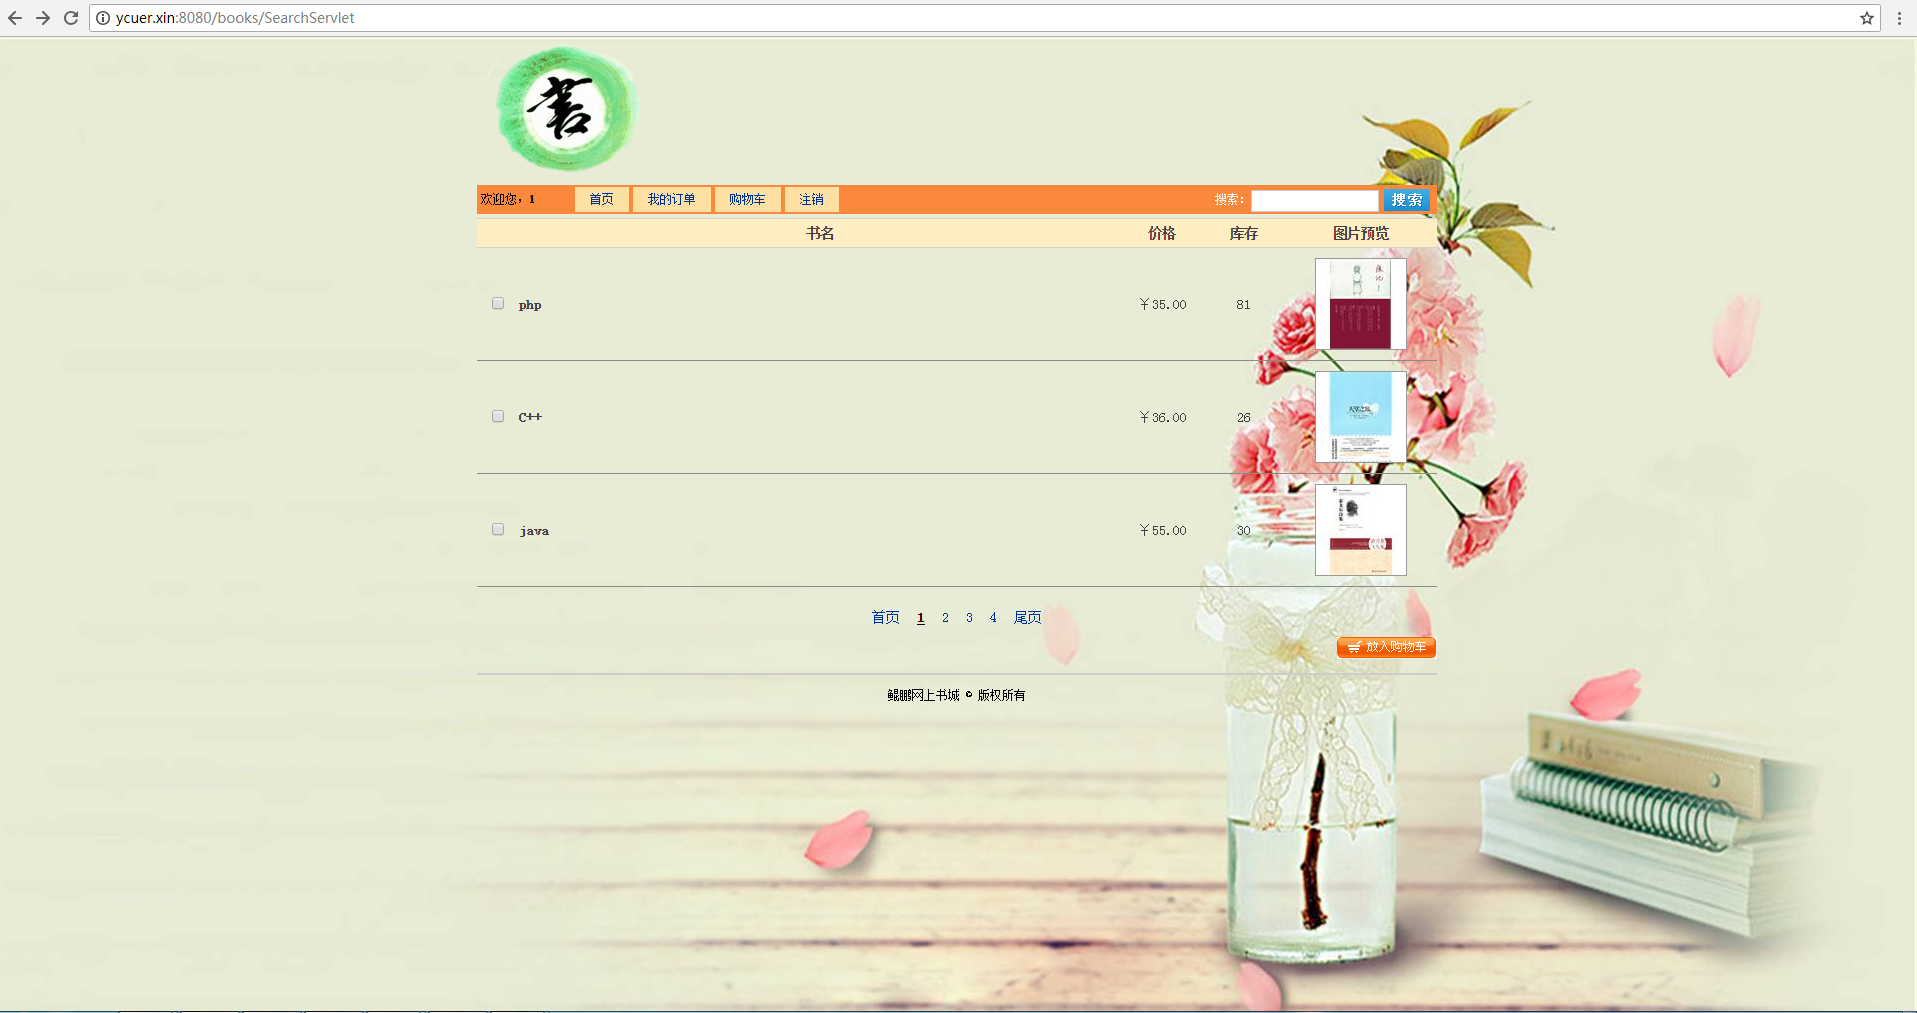 ycuer.xin:8080/books/SearchServlet
書
欢迎您，1 首页 我的订单 购物车 注销 搜索： 搜索
书名 价格 库存 图片预览
php ￥35.00 81
C++ ￥36.00 26
java ￥55.00 30
首页 1 2 3 4 尾页
放入购物车
鲲鹏网上书城 © 版权所有